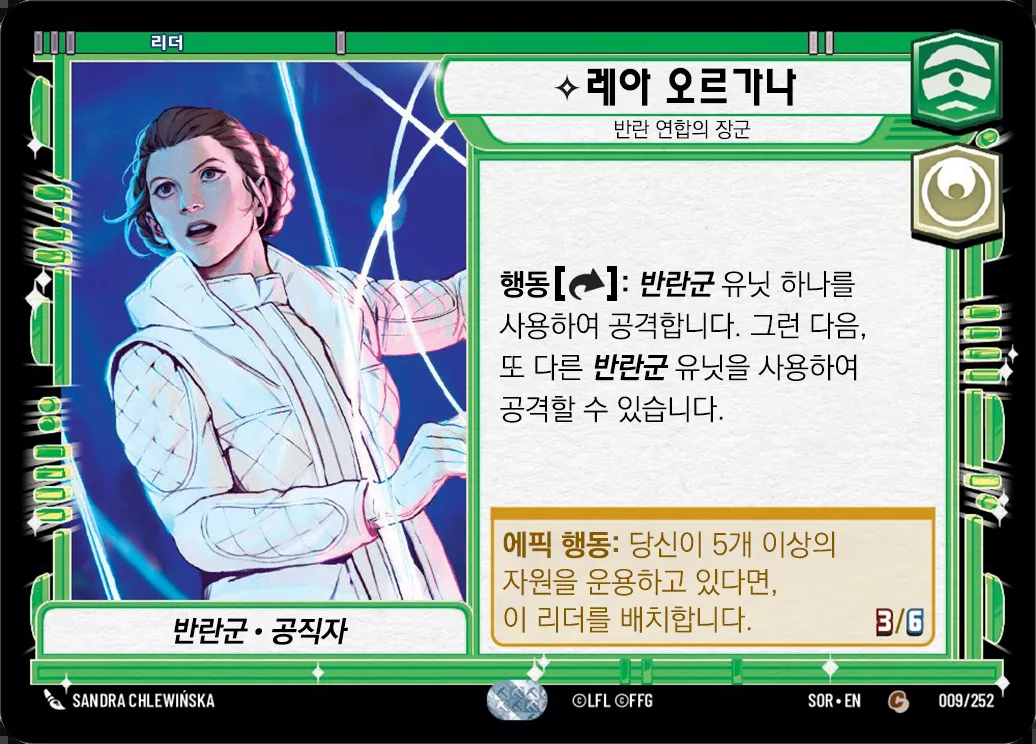 리더
레아 오르가나
반란 연합의 장군
행동[]: 반란군 유닛 하나를
사용하여 공격합니다. 그런 다음,
또 다른 반란군 유닛을 사용하여
공격할 수 있습니다.
에픽 행동: 당신이 5개 이상의
자원을 운용하고 있다면,
이 리더를 배치합니다.
3/6
반란군 • 공직자
SANDRA CHLEWIŃSKA
©LFL ©FFG
SOR • EN
C
009/252